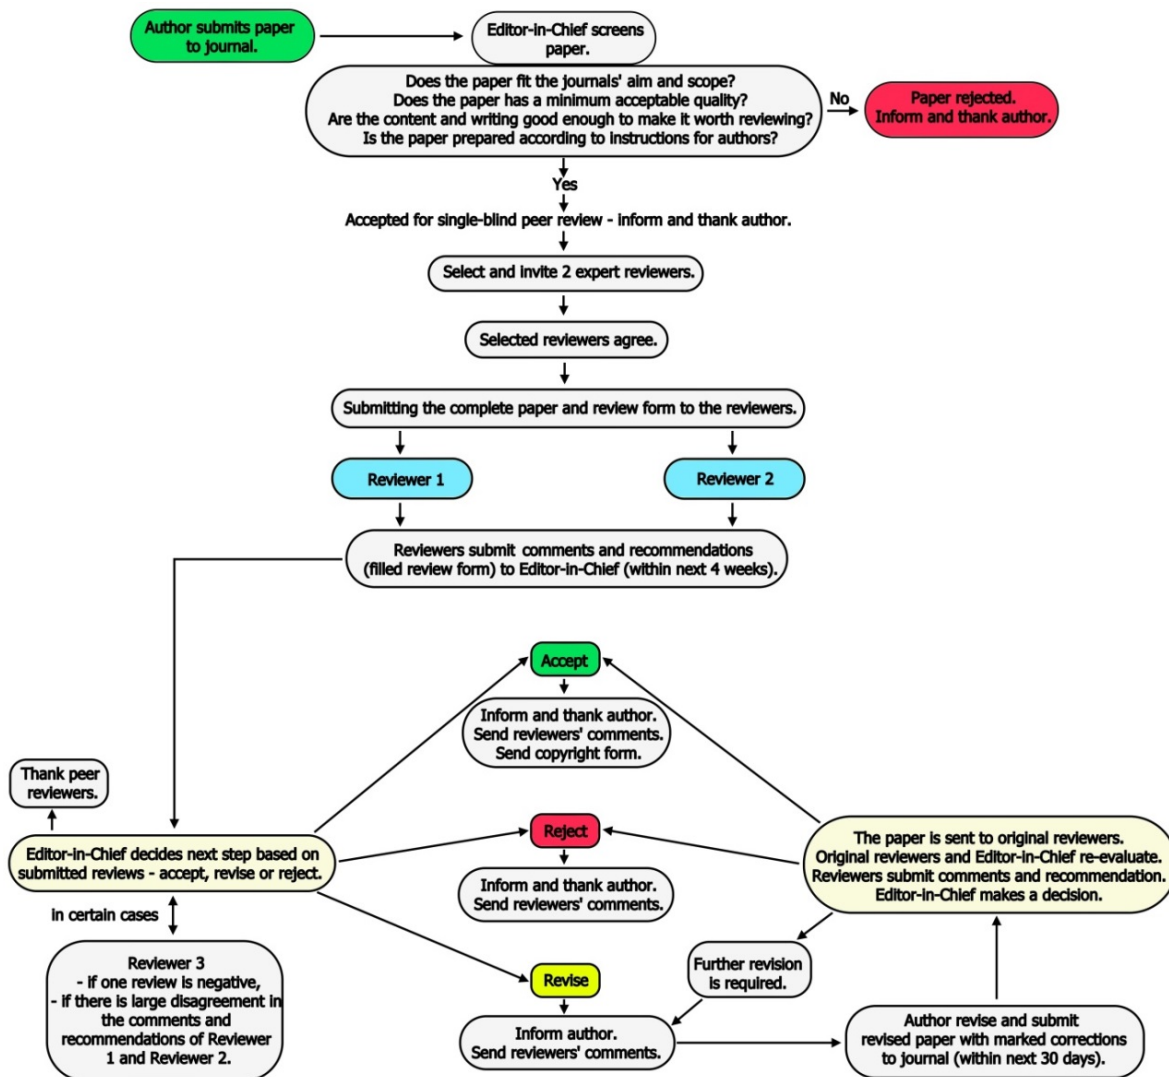 Author submits paper
to journal.
Editor-in-Chief screens
paper.
Does the paper fit the journals' aim and scope?
Does the paper has a minimum acceptable quality?
Are the content and writing good enough to make it worth reviewing?
Is the paper prepared according to instructions for authors?
No
Paper rejected.
Inform and thank author.
Yes
Accepted for single-blind peer review - inform and thank author.
Select and invite 2 expert reviewers.
Selected reviewers agree.
Submitting the complete paper and review form to the reviewers.
Reviewer 1
Reviewer 2
Reviewers submit comments and recommendations
(filled review form) to Editor-in-Chief (within next 4 weeks).
Accept
Inform and thank author.
Send reviewers' comments.
Send copyright form.
Thank peer
reviewers.
Editor-in-Chief decides next step based on
submitted reviews - accept, revise or reject.
Reject
Inform and thank author.
Send reviewers' comments.
The paper is sent to original reviewers.
Original reviewers and Editor-in-Chief re-evaluate.
Reviewers submit comments and recommendation.
Editor-in-Chief makes a decision.
in certain cases
Reviewer 3
- if one review is negative,
- if there is large disagreement in
the comments and
recommendations of Reviewer
1 and Reviewer 2.
Further revision
is required.
Revise
Inform author.
Send reviewers' comments.
Author revise and submit
revised paper with marked corrections
to journal (within next 30 days).